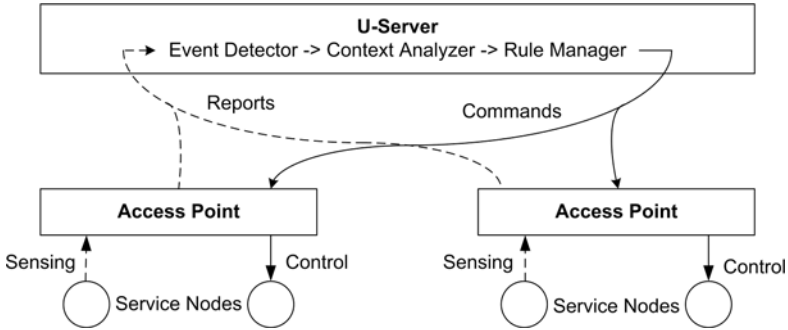 U-Server
Event Detector -> Context Analyzer -> Rule Manager
Reports
Commands
Access Point
Access Point
Sensing
Control
Sensing
Control
Service Nodes
Service Nodes